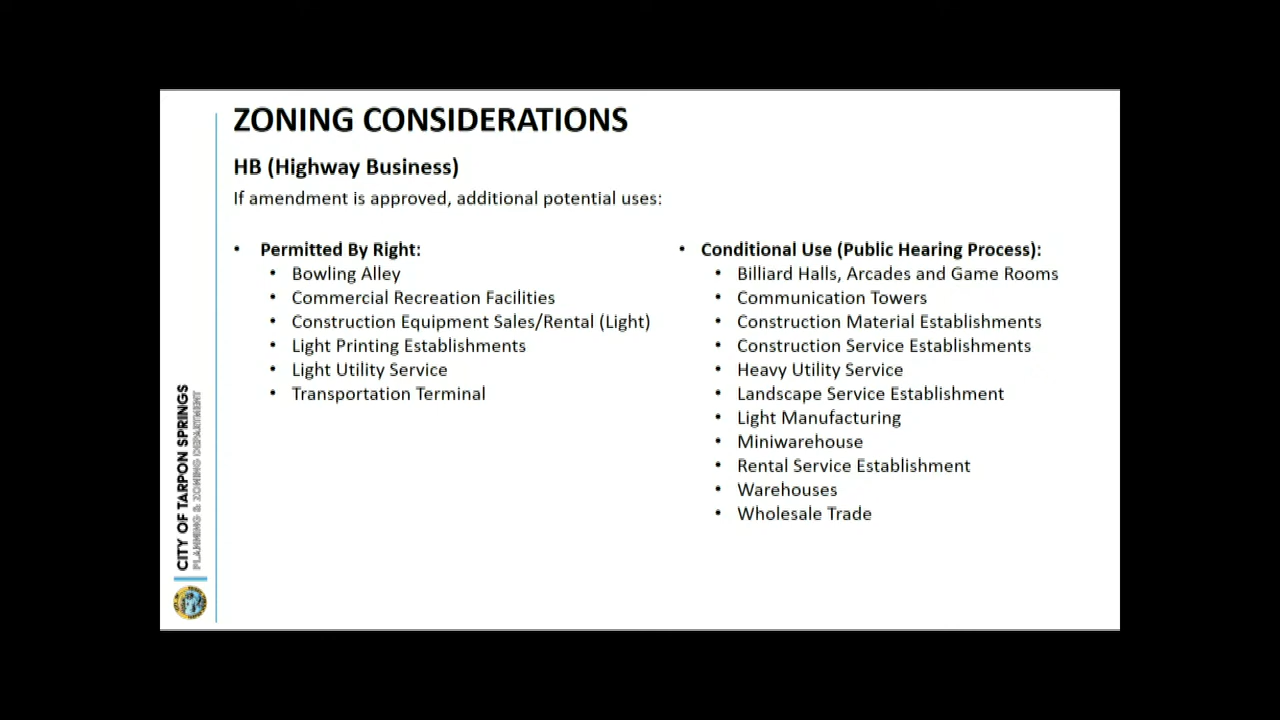 ZONING CONSIDERATIONS
HB (Highway Business)
If amendment is approved, additional potential uses:
• Permitted By Right:
• Bowling Alley
• Commercial Recreation Facilities
• Construction Equipment Sales/Rental (Light)
• Light Printing Establishments
• Light Utility Service
• Transportation Terminal
• Conditional Use (Public Hearing Process):
• Billiard Halls, Arcades and Game Rooms
• Communication Towers
• Construction Material Establishments
• Construction Service Establishments
• Heavy Utility Service
• Landscape Service Establishment
• Light Manufacturing
• Miniwarehouse
• Rental Service Establishment
• Warehouses
• Wholesale Trade
CITY OF TARPON SPRINGS
PLANNING & ZONING DEPARTMENT